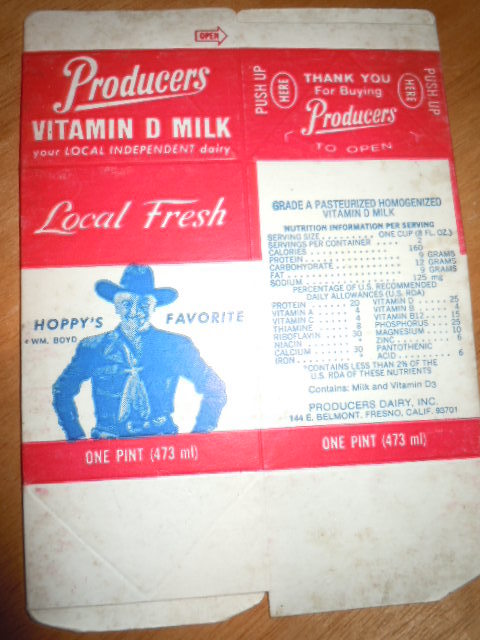 OPEN
Producers
VITAMIN D MILK
your LOCAL INDEPENDENT dairy
Local Fresh
HOPPY'S FAVORITE
WM. BOYD
ONE PINT (473 ml)
PUSH UP
HERE
THANK YOU
For Buying
Producers
TO OPEN
HERE
PUSH UP
GRADE A PASTEURIZED HOMOGENIZED
VITAMIN D MILK
NUTRITION INFORMATION PER SERVING
SERVING SIZE ......... ONE CUP (8 FL. OZ.)
SERVINGS PER CONTAINER .... 2
CALORIES .................... 160
PROTEIN .................... 9 GRAMS
CARBOHYDRATE ............ 12 GRAMS
FAT ........................ 9 GRAMS
SODIUM .................... 125 mg
PERCENTAGE OF U.S. RECOMMENDED
DAILY ALLOWANCES (U.S. RDA)
PROTEIN ....... 20 VITAMIN D ..... 25
VITAMIN A ...... 4 VITAMIN B ..... 4
VITAMIN C ...... 4 VITAMIN B12 .... 15
THIAMINE ....... 8 PHOSPHORUS .. 25
RIBOFLAVIN .... 30 MAGNESIUM .... 10
NIACIN ......... * ZINC ........... 6
CALCIUM ....... 30 PANTOTHENIC
IRON ........... * ACID ......... 6
*CONTAINS LESS THAN 2% OF THE
U.S. RDA OF THESE NUTRIENTS
Contains: Milk and Vitamin D3
PRODUCERS DAIRY, INC.
144 E. BELMONT, FRESNO, CALIF. 93701
ONE PINT (473 ml)